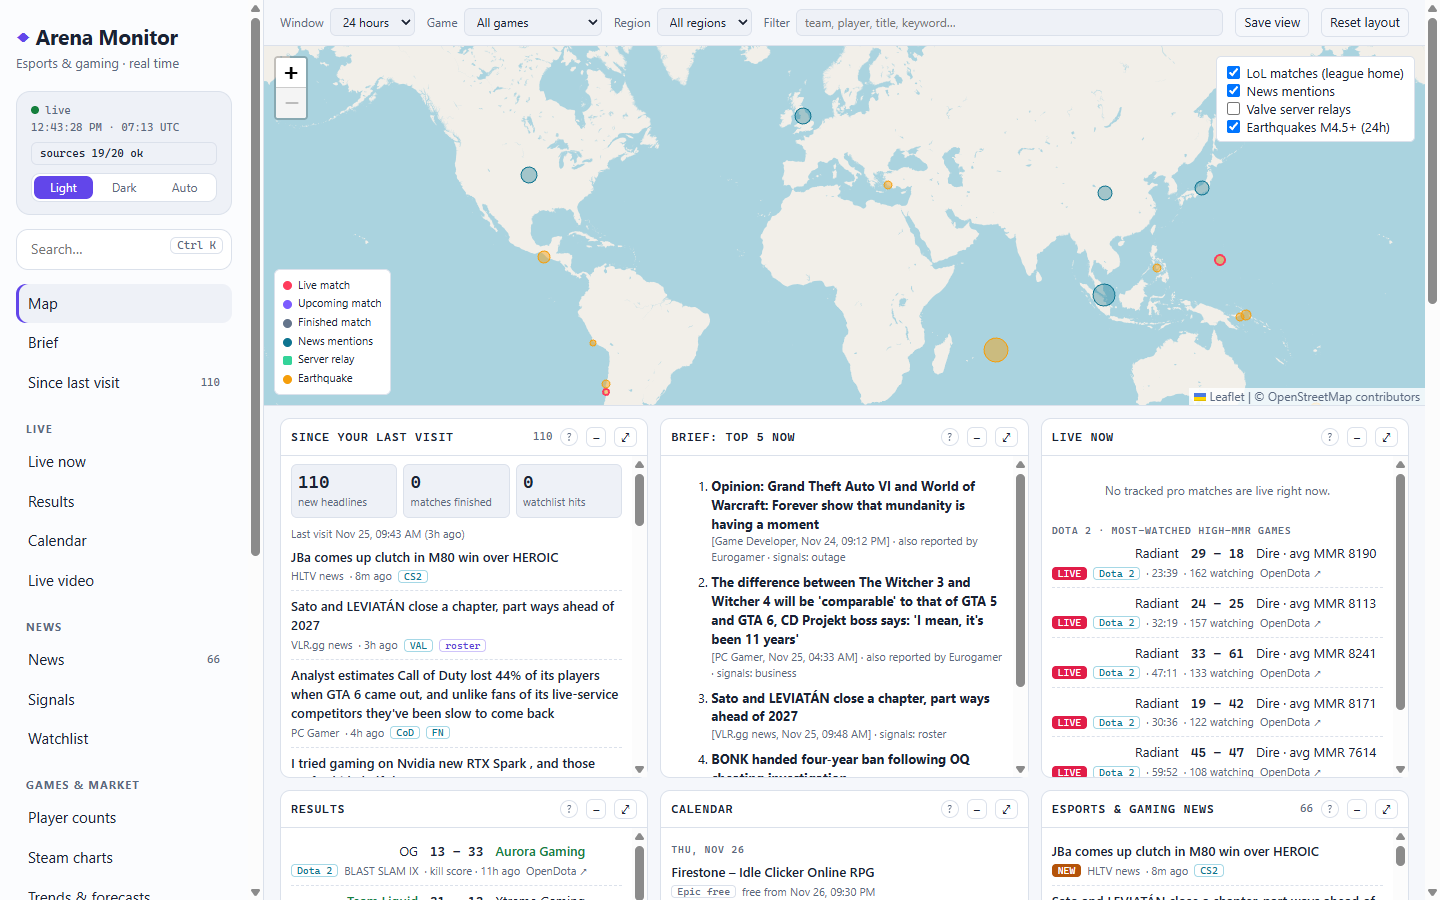 Arena Monitor
Esports & gaming · real time
live
12:43:28 PM · 07:13 UTC
sources 19/20 ok
Light Dark Auto
Search... Ctrl K
Map
Brief
Since last visit 110
LIVE
Live now
Results
Calendar
Live video
NEWS
News 66
Signals
Watchlist
GAMES & MARKET
Player counts
Steam charts
Trends & forecasts
Window 24 hours Game All games Region All regions Filter team, player, title, keyword... Save view Reset layout
+
−
LoL matches (league home)
News mentions
Valve server relays
Earthquakes M4.5+ (24h)
Live match
Upcoming match
Finished match
News mentions
Server relay
Earthquake
Leaflet | © OpenStreetMap contributors
SINCE YOUR LAST VISIT 110 ? − ⤢
110 0 0
new headlines matches finished watchlist hits
Last visit Nov 25, 09:43 AM (3h ago)
JBa comes up clutch in M80 win over HEROIC
HLTV news · 8m ago CS2
Sato and LEVIATÁN close a chapter, part ways ahead of
2027
VLR.gg news · 3h ago VAL roster
Analyst estimates Call of Duty lost 44% of its players
when GTA 6 came out, and unlike fans of its live-service
competitors they've been slow to come back
PC Gamer · 4h ago CoD FN
I tried gaming on Nvidia new RTX Spark , and those
BRIEF: TOP 5 NOW ? − ⤢
1. Opinion: Grand Theft Auto VI and World of
Warcraft: Forever show that mundanity is
having a moment
[Game Developer, Nov 24, 09:12 PM] · also reported by
Eurogamer · signals: outage
2. The difference between The Witcher 3 and
Witcher 4 will be 'comparable' to that of GTA 5
and GTA 6, CD Projekt boss says: 'I mean, it's
been 11 years'
[PC Gamer, Nov 25, 04:33 AM] · also reported by Eurogamer
· signals: business
3. Sato and LEVIATÁN close a chapter, part ways
ahead of 2027
[VLR.gg news, Nov 25, 09:48 AM] · signals: roster
4. BONK handed four-year ban following OQ
cheating investigation
LIVE NOW ? − ⤢
No tracked pro matches are live right now.
DOTA 2 · MOST-WATCHED HIGH-MMR GAMES
Radiant 29 – 18 Dire · avg MMR 8190
LIVE Dota 2 · 23:39 · 162 watching OpenDota ↗
Radiant 24 – 25 Dire · avg MMR 8113
LIVE Dota 2 · 32:19 · 157 watching OpenDota ↗
Radiant 33 – 61 Dire · avg MMR 8241
LIVE Dota 2 · 47:11 · 133 watching OpenDota ↗
Radiant 19 – 42 Dire · avg MMR 8171
LIVE Dota 2 · 30:36 · 122 watching OpenDota ↗
Radiant 45 – 47 Dire · avg MMR 7614
LIVE Dota 2 · 59:52 · 108 watching OpenDota ↗
RESULTS ? − ⤢
OG 13 – 33 Aurora Gaming
Dota 2 BLAST SLAM IX · kill score · 11h ago OpenDota ↗
CALENDAR ? − ⤢
THU, NOV 26
Firestone – Idle Clicker Online RPG
Epic free free from Nov 26, 09:30 PM
ESPORTS & GAMING NEWS 66 ? − ⤢
JBa comes up clutch in M80 win over HEROIC
NEW HLTV news · 8m ago CS2